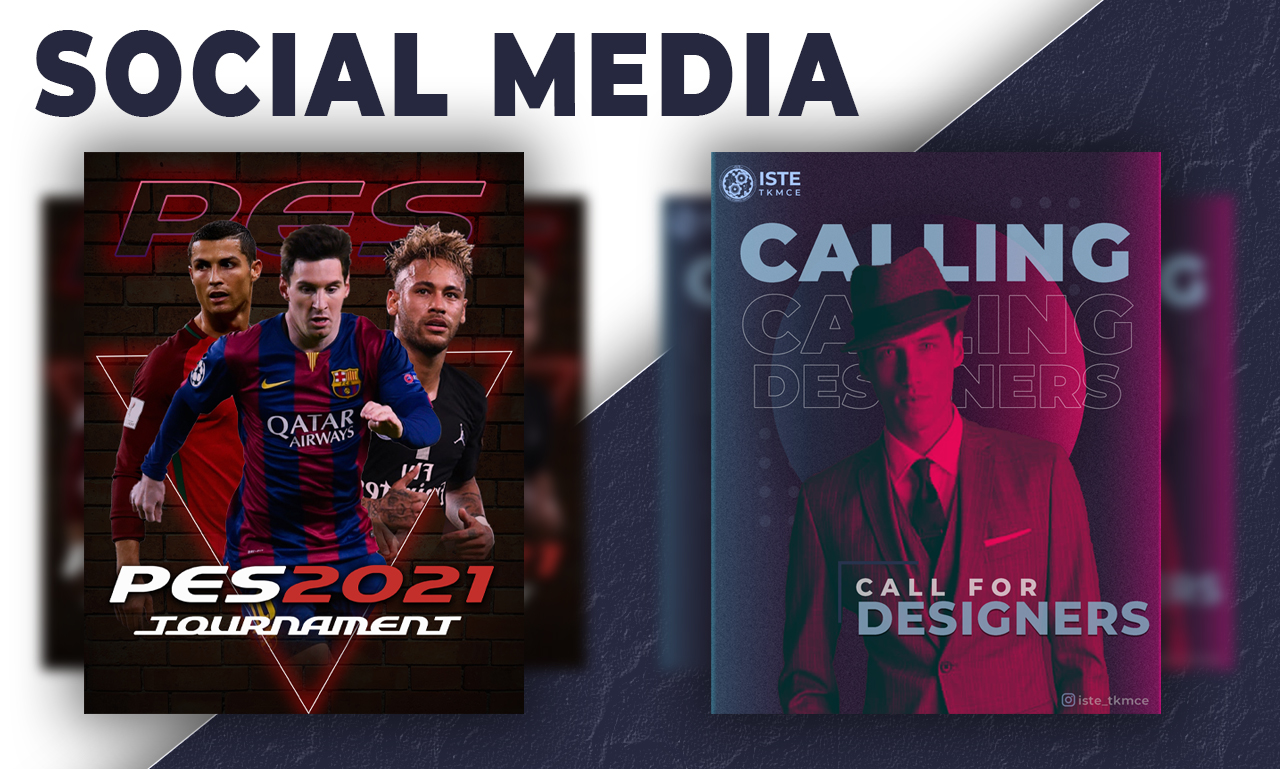 SOCIAL MEDIA
PES
QATAR
AIRWAYS
PES2021
TOURNAMENT
ISTE
TKMCE
CALLING
CALLING
DESIGNERS
CALL FOR
DESIGNERS
iste_tkmce